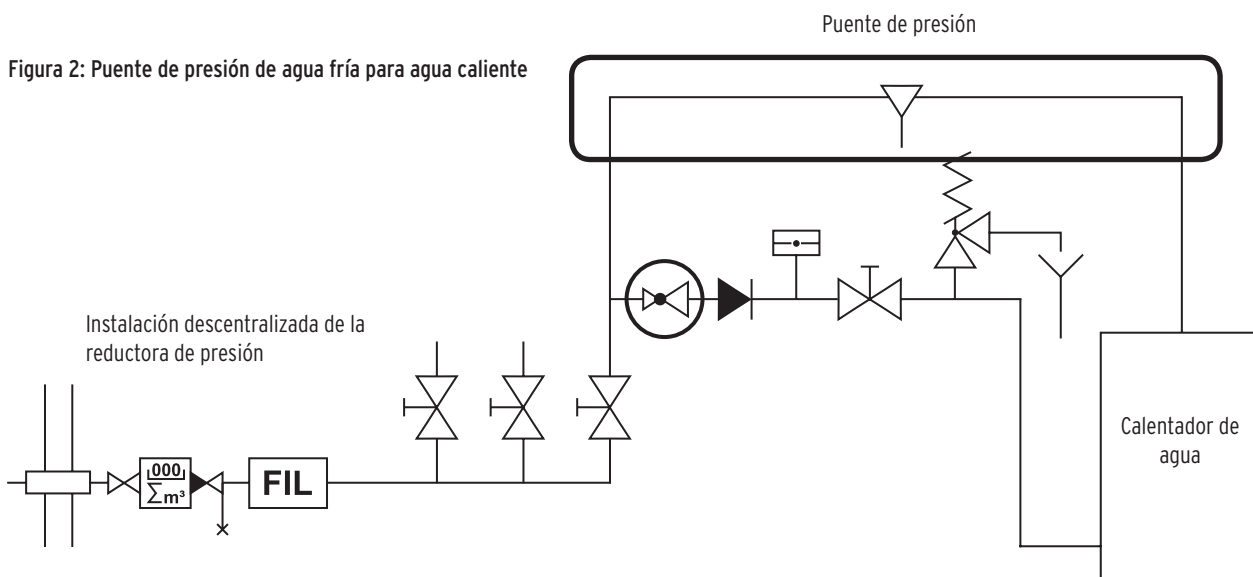 Puente de presión
Figura 2: Puente de presión de agua fría para agua caliente
Instalación descentralizada de la
reductora de presión
000
∑m³
FIL
Calentador de
agua